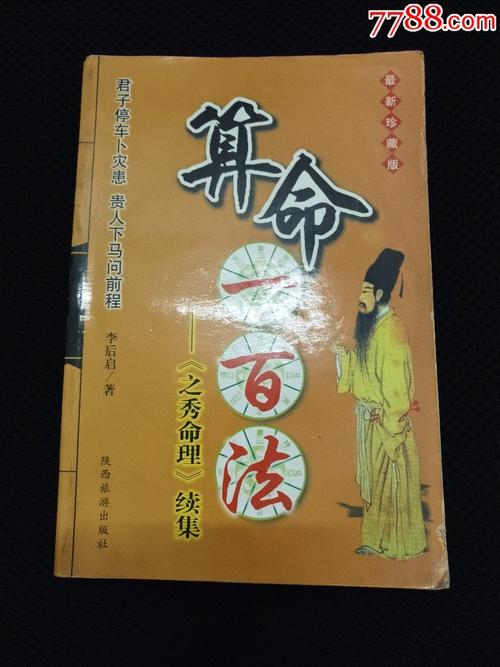 7788.com
最新珍藏版
算命
一百法
——《之秀命理》续集
君子停车卜灾患 贵人下马问前程
李后启/著
陕西旅游出版社